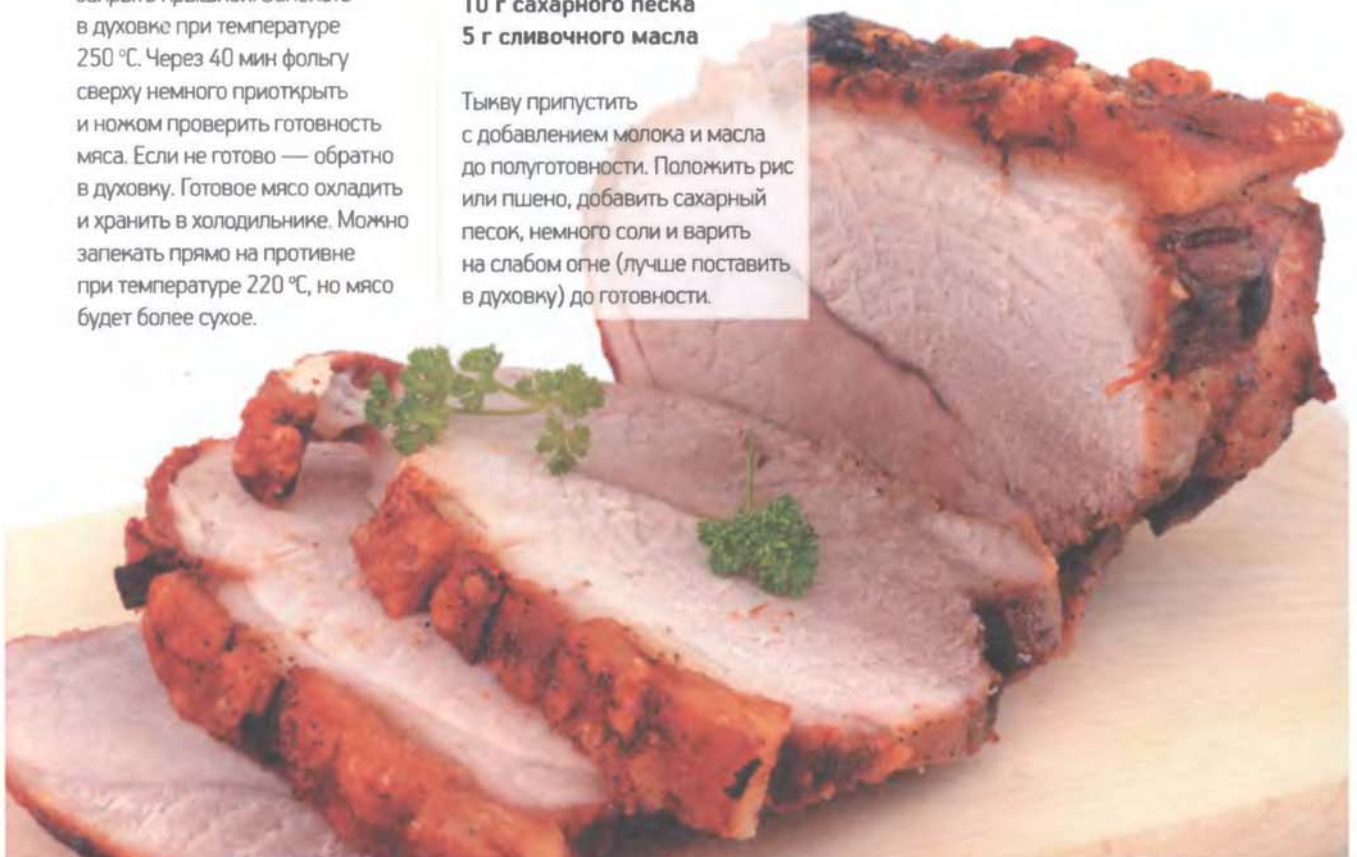 в духовке при температуре
250 °С. Через 40 мин фольгу
сверху немного приоткрыть
и ножом проверить готовность
мяса. Если не готово — обратно
в духовку. Готовое мясо охладить
и хранить в холодильнике. Можно
запекать прямо на противне
при температуре 220 °С, но мясо
будет более сухое.
10 г сахарного песка
5 г сливочного масла
Тыкву припустить
с добавлением молока и масла
до полуготовности. Положить рис
или пшено, добавить сахарный
песок, немного соли и варить
на слабом огне (лучше поставить
в духовку) до готовности.